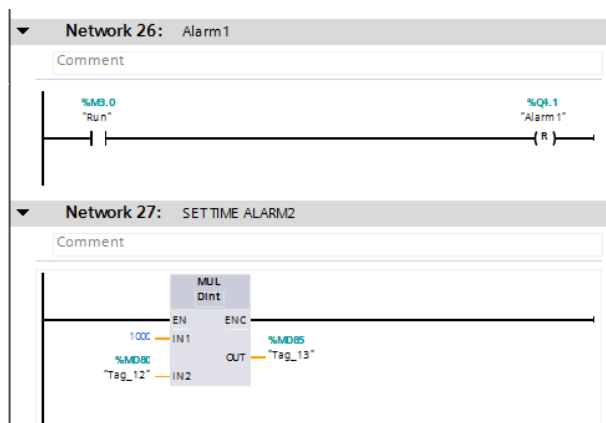 Network 26: Alarm1
Comment
%M3.0 %Q4.1
"Run" "Alarm1"
R
Network 27: SET TIME ALARM2
Comment
MUL
DInt
EN ENO
1000 IN1 %MD85
%MD80 OUT "Tag_13"
"Tag_12" IN2